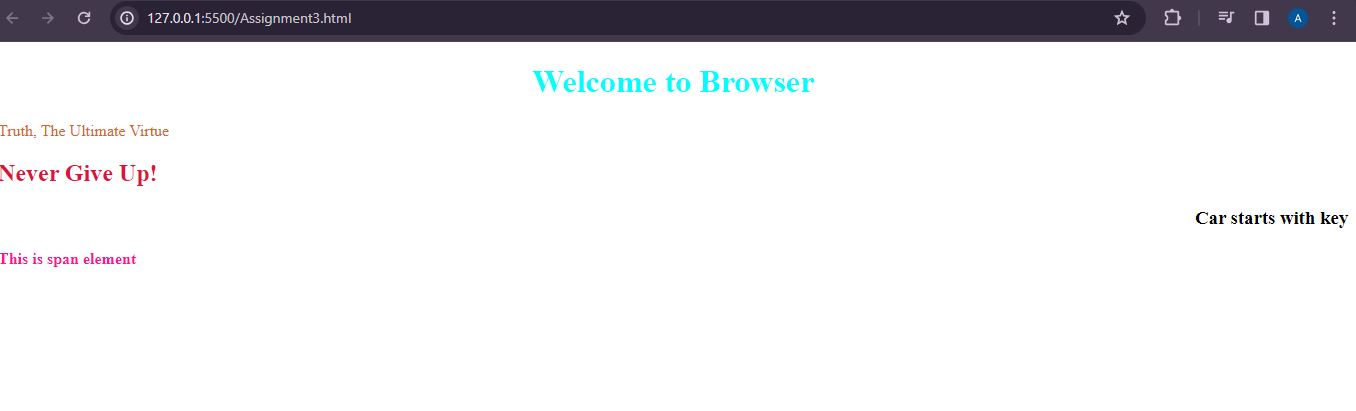 127.0.0.1:5500/Assignment3.html
A
Welcome to Browser
Truth, The Ultimate Virtue
Never Give Up!
Car starts with key
This is span element